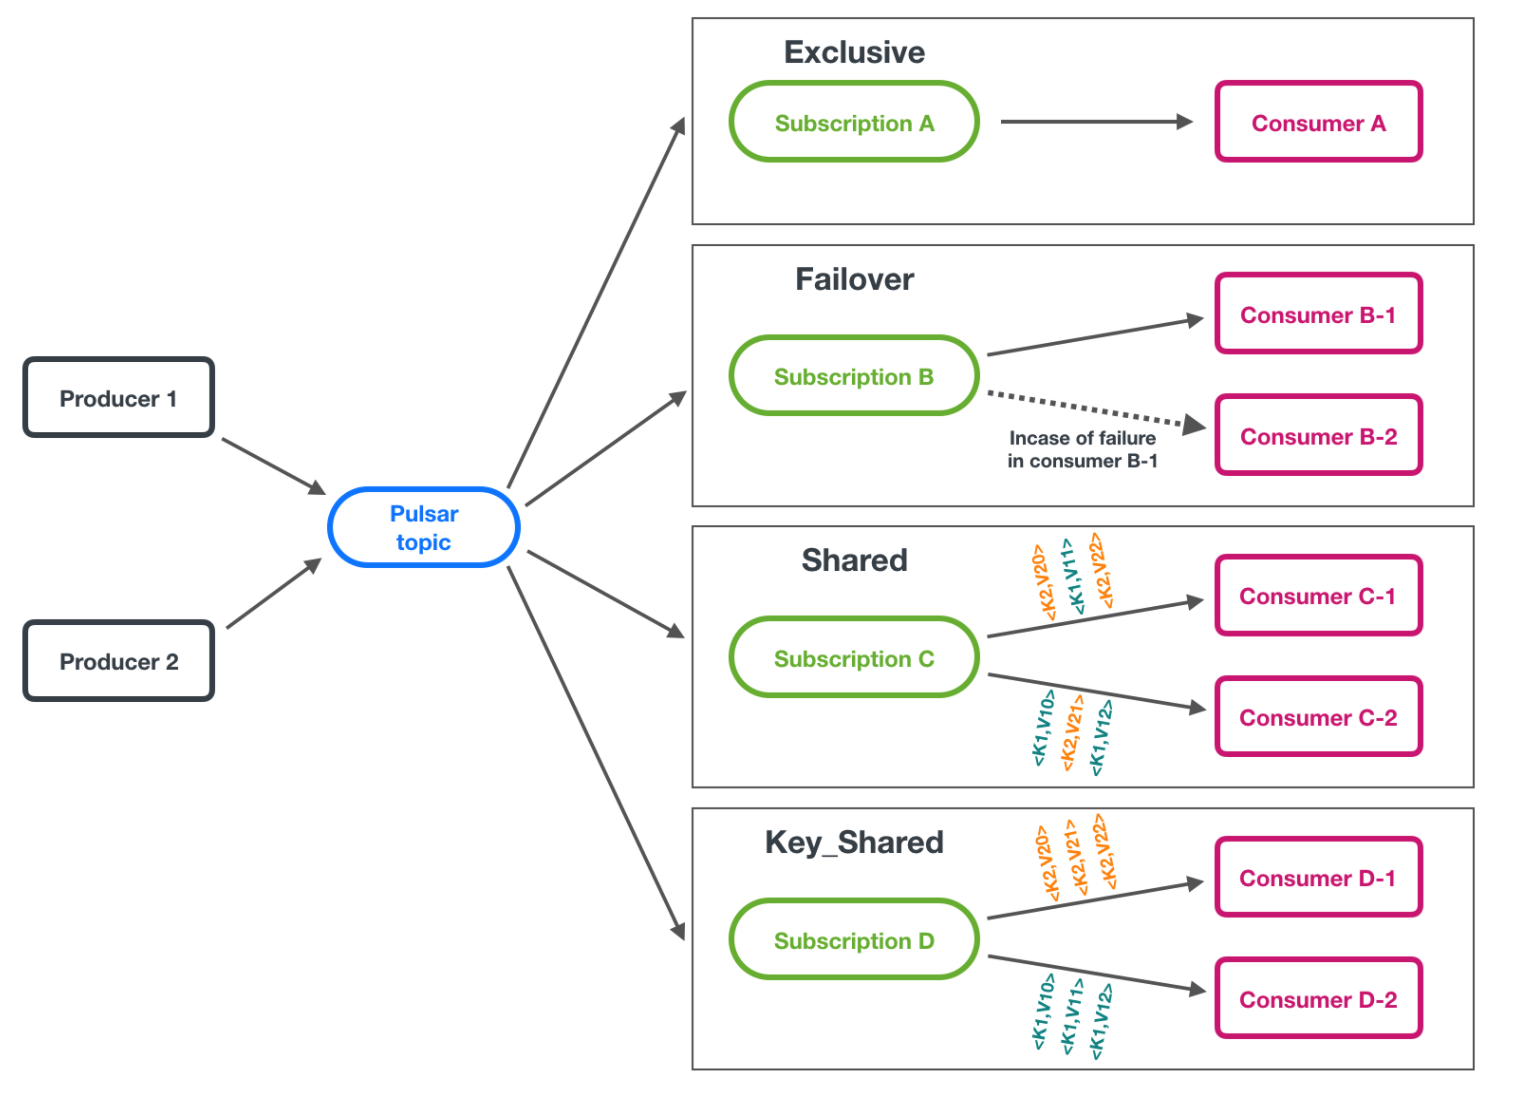 Producer 1
Producer 2
Pulsar
topic
Exclusive
Subscription A
Consumer A
Failover
Subscription B
Consumer B-1
Incase of failure
in consumer B-1
Consumer B-2
Shared
Subscription C
<K2,V20>
<K1,V11>
<K2,V22>
Consumer C-1
<K1,V10>
<K2,V21>
<K1,V12>
Consumer C-2
Key_Shared
Subscription D
<K2,V20>
<K2,V21>
<K2,V22>
Consumer D-1
<K1,V10>
<K1,V11>
<K1,V12>
Consumer D-2